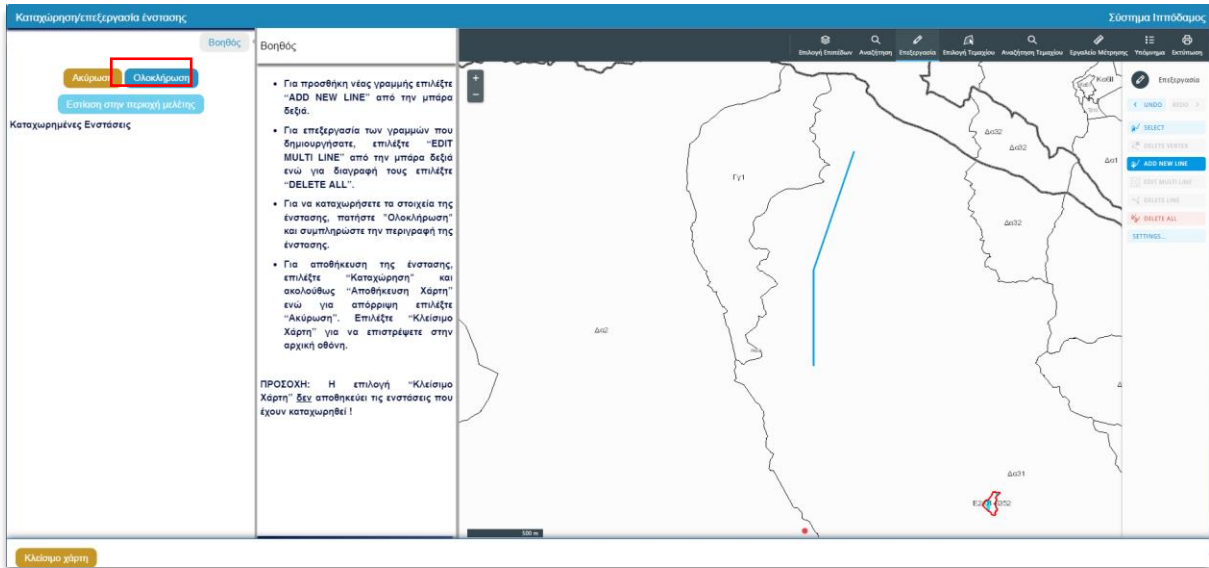 Καταχώρηση/επεξεργασία ένστασης
Σύστημα Ιππόδαμος
Βοηθός
Ακύρωση
Ολοκλήρωση
Εστίαση στην περιοχή μελέτης
Καταχωρημένες Ενστάσεις
Βοηθός
• Για προσθήκη νέας γραμμής επιλέξτε
"ADD NEW LINE" από την μπάρα
δεξιά.
• Για επεξεργασία των γραμμών που
δημιουργήσατε, επιλέξτε "EDIT
MULTI LINE" από την μπάρα δεξιά
ενώ για διαγραφή τους επιλέξτε
"DELETE ALL".
• Για να καταχωρήσετε τα στοιχεία της
ένστασης, πατήστε "Ολοκλήρωση"
και συμπληρώστε την περιγραφή της
ένστασης.
• Για αποθήκευση της ένστασης,
επιλέξτε "Καταχώρηση" και
ακολούθως "Αποθήκευση Χάρτη"
ενώ για απόρριψη επιλέξτε
"Ακύρωση". Επιλέξτε "Κλείσιμο
Χάρτη" για να επιστρέψετε στην
αρχική οθόνη.
ΠΡΟΣΟΧΗ: Η επιλογή "Κλείσιμο
Χάρτη" δεν αποθηκεύει τις ενστάσεις που
έχουν καταχωρηθεί !
Επιλογή Επιπέδων Αναζήτηση Επεξεργασία Επιλογή Τεμαχίου Αναζήτηση Τεμαχίου Εργαλείο Μέτρησης Υπόμνημα Εκτύπωση
+
−
Γγ1
Δα2
Δα32
Δα32
Δα32
Δα1
Δα31
500 m
Επεξεργασία
< UNDO REDO >
SELECT
DELETE VERTEX
ADD NEW LINE
EDIT MULTI LINE
DELETE LINE
DELETE ALL
SETTINGS...
Κλείσιμο χάρτη